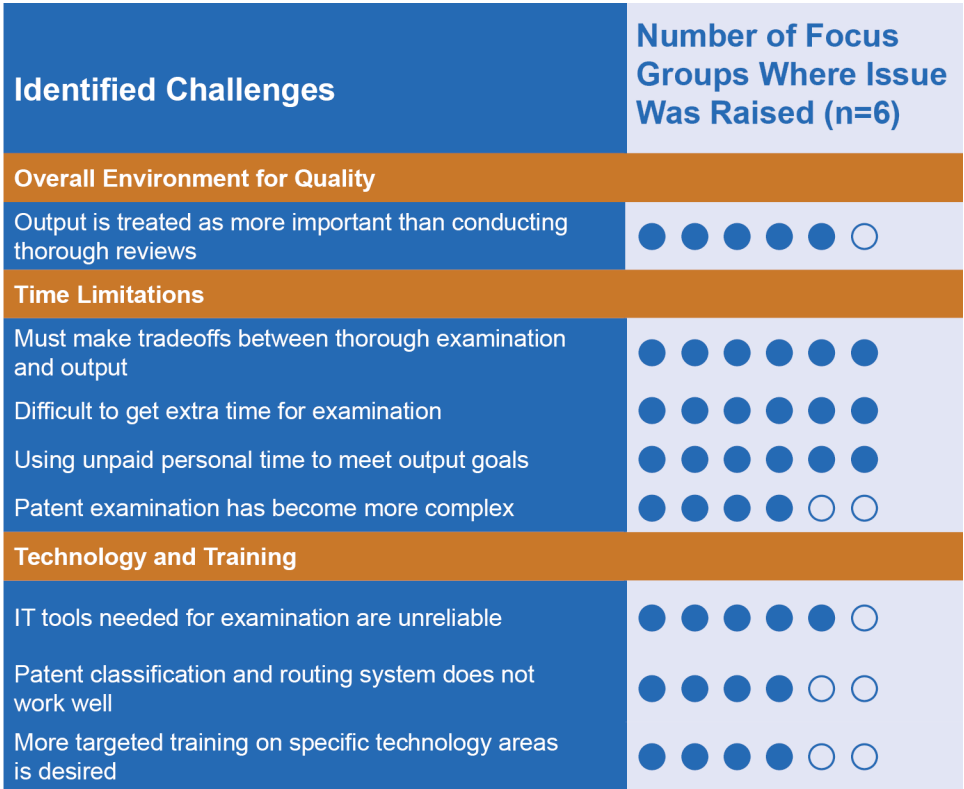 Identified Challenges
Number of Focus
Groups Where Issue
Was Raised (n=6)
Overall Environment for Quality
Output is treated as more important than conducting
thorough reviews
Time Limitations
Must make tradeoffs between thorough examination
and output
Difficult to get extra time for examination
Using unpaid personal time to meet output goals
Patent examination has become more complex
Technology and Training
IT tools needed for examination are unreliable
Patent classification and routing system does not
work well
More targeted training on specific technology areas
is desired